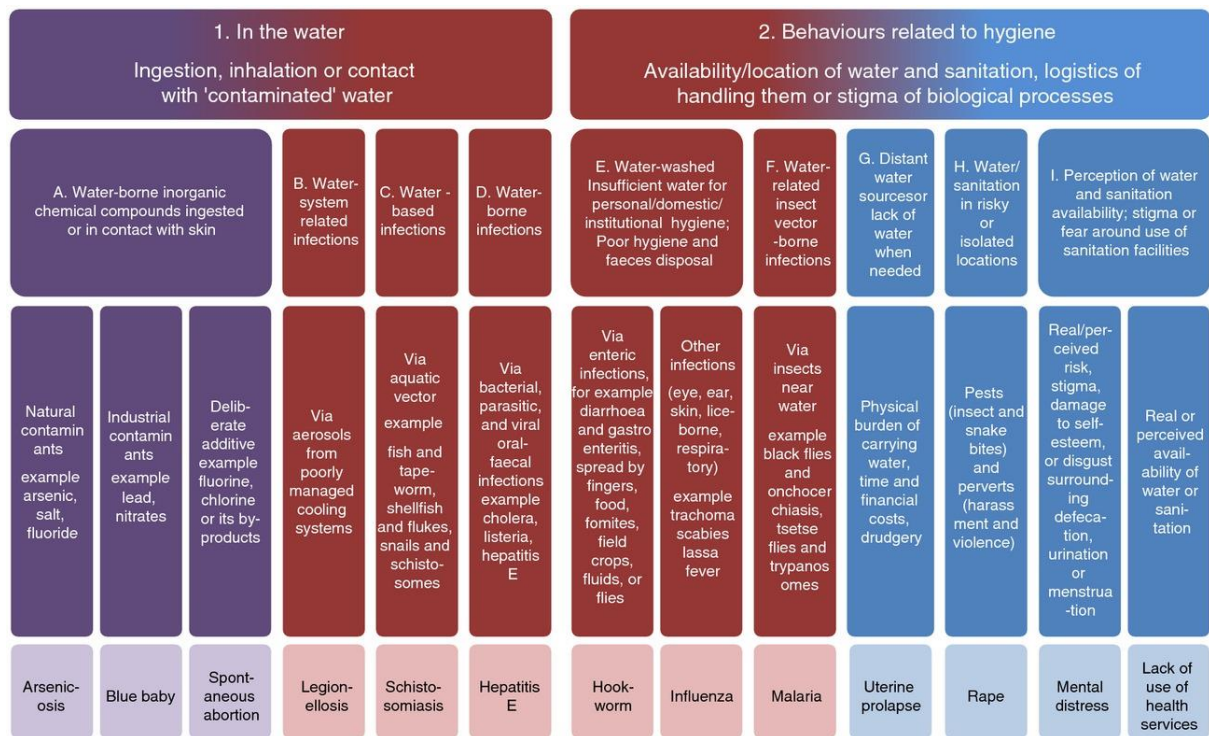 1. In the water
Ingestion, inhalation or contact
with 'contaminated' water
2. Behaviours related to hygiene
Availability/location of water and sanitation, logistics of
handling them or stigma of biological processes
A. Water-borne inorganic
chemical compounds ingested
or in contact with skin
B. Water-
system
related
infections
C. Water -
based
infections
D. Water-
borne
infections
E. Water-washed
Insufficient water for
personal/domestic/
institutional hygiene;
Poor hygiene and
faeces disposal
F. Water-
related
insect
vector
-borne
infections
G. Distant
water
sourcesor
lack of
water
when
needed
H. Water/
sanitation
in risky
or
isolated
locations
I. Perception of water
and sanitation
availability; stigma or
fear around use of
sanitation facilities
Natural
contamin
ants
example
arsenic,
salt,
fluoride
Industrial
contamin
ants
example
lead,
nitrates
Delib-
erate
additive
example
fluorine,
chlorine
or its by-
products
Via
aerosols
from
poorly
managed
cooling
systems
Via
aquatic
vector
example
fish and
tape-
worm,
shellfish
and flukes,
snails and
schisto-
somes
Via
bacterial,
parasitic,
and viral
oral-
faecal
infections
example
cholera,
listeria,
hepatitis
E
Via
enteric
infections,
for example
diarrhoea
and gastro
enteritis,
spread by
fingers,
food,
fomites,
field
crops,
fluids, or
flies
Other
infections
(eye, ear,
skin, lice-
borne,
respira-
tory)
example
trachoma
scabies
lassa
fever
Via
insects
near
water
example
black flies
and
onchocer
chiasis,
tsetse
flies and
trypanos
omes
Physical
burden of
carrying
water,
time and
financial
costs,
drudgery
Pests
(insect and
snake
bites) and
perverts
(harass
ment and
violence)
Real/per-
ceived
risk,
stigma,
damage
to self-
esteem,
or disgust
surround-
ing
defeca-
tion,
urination
or
menstrua
-tion
Real or
perceived
avail-
ability of
water or
sani-
tation
Arsenic-
osis
Blue baby
Spont-
aneous
abortion
Legion-
ellosis
Schisto-
somiasis
Hepatitis
E
Hook-
worm
Influenza
Malaria
Uterine
prolapse
Rape
Mental
distress
Lack of
use of
health
services